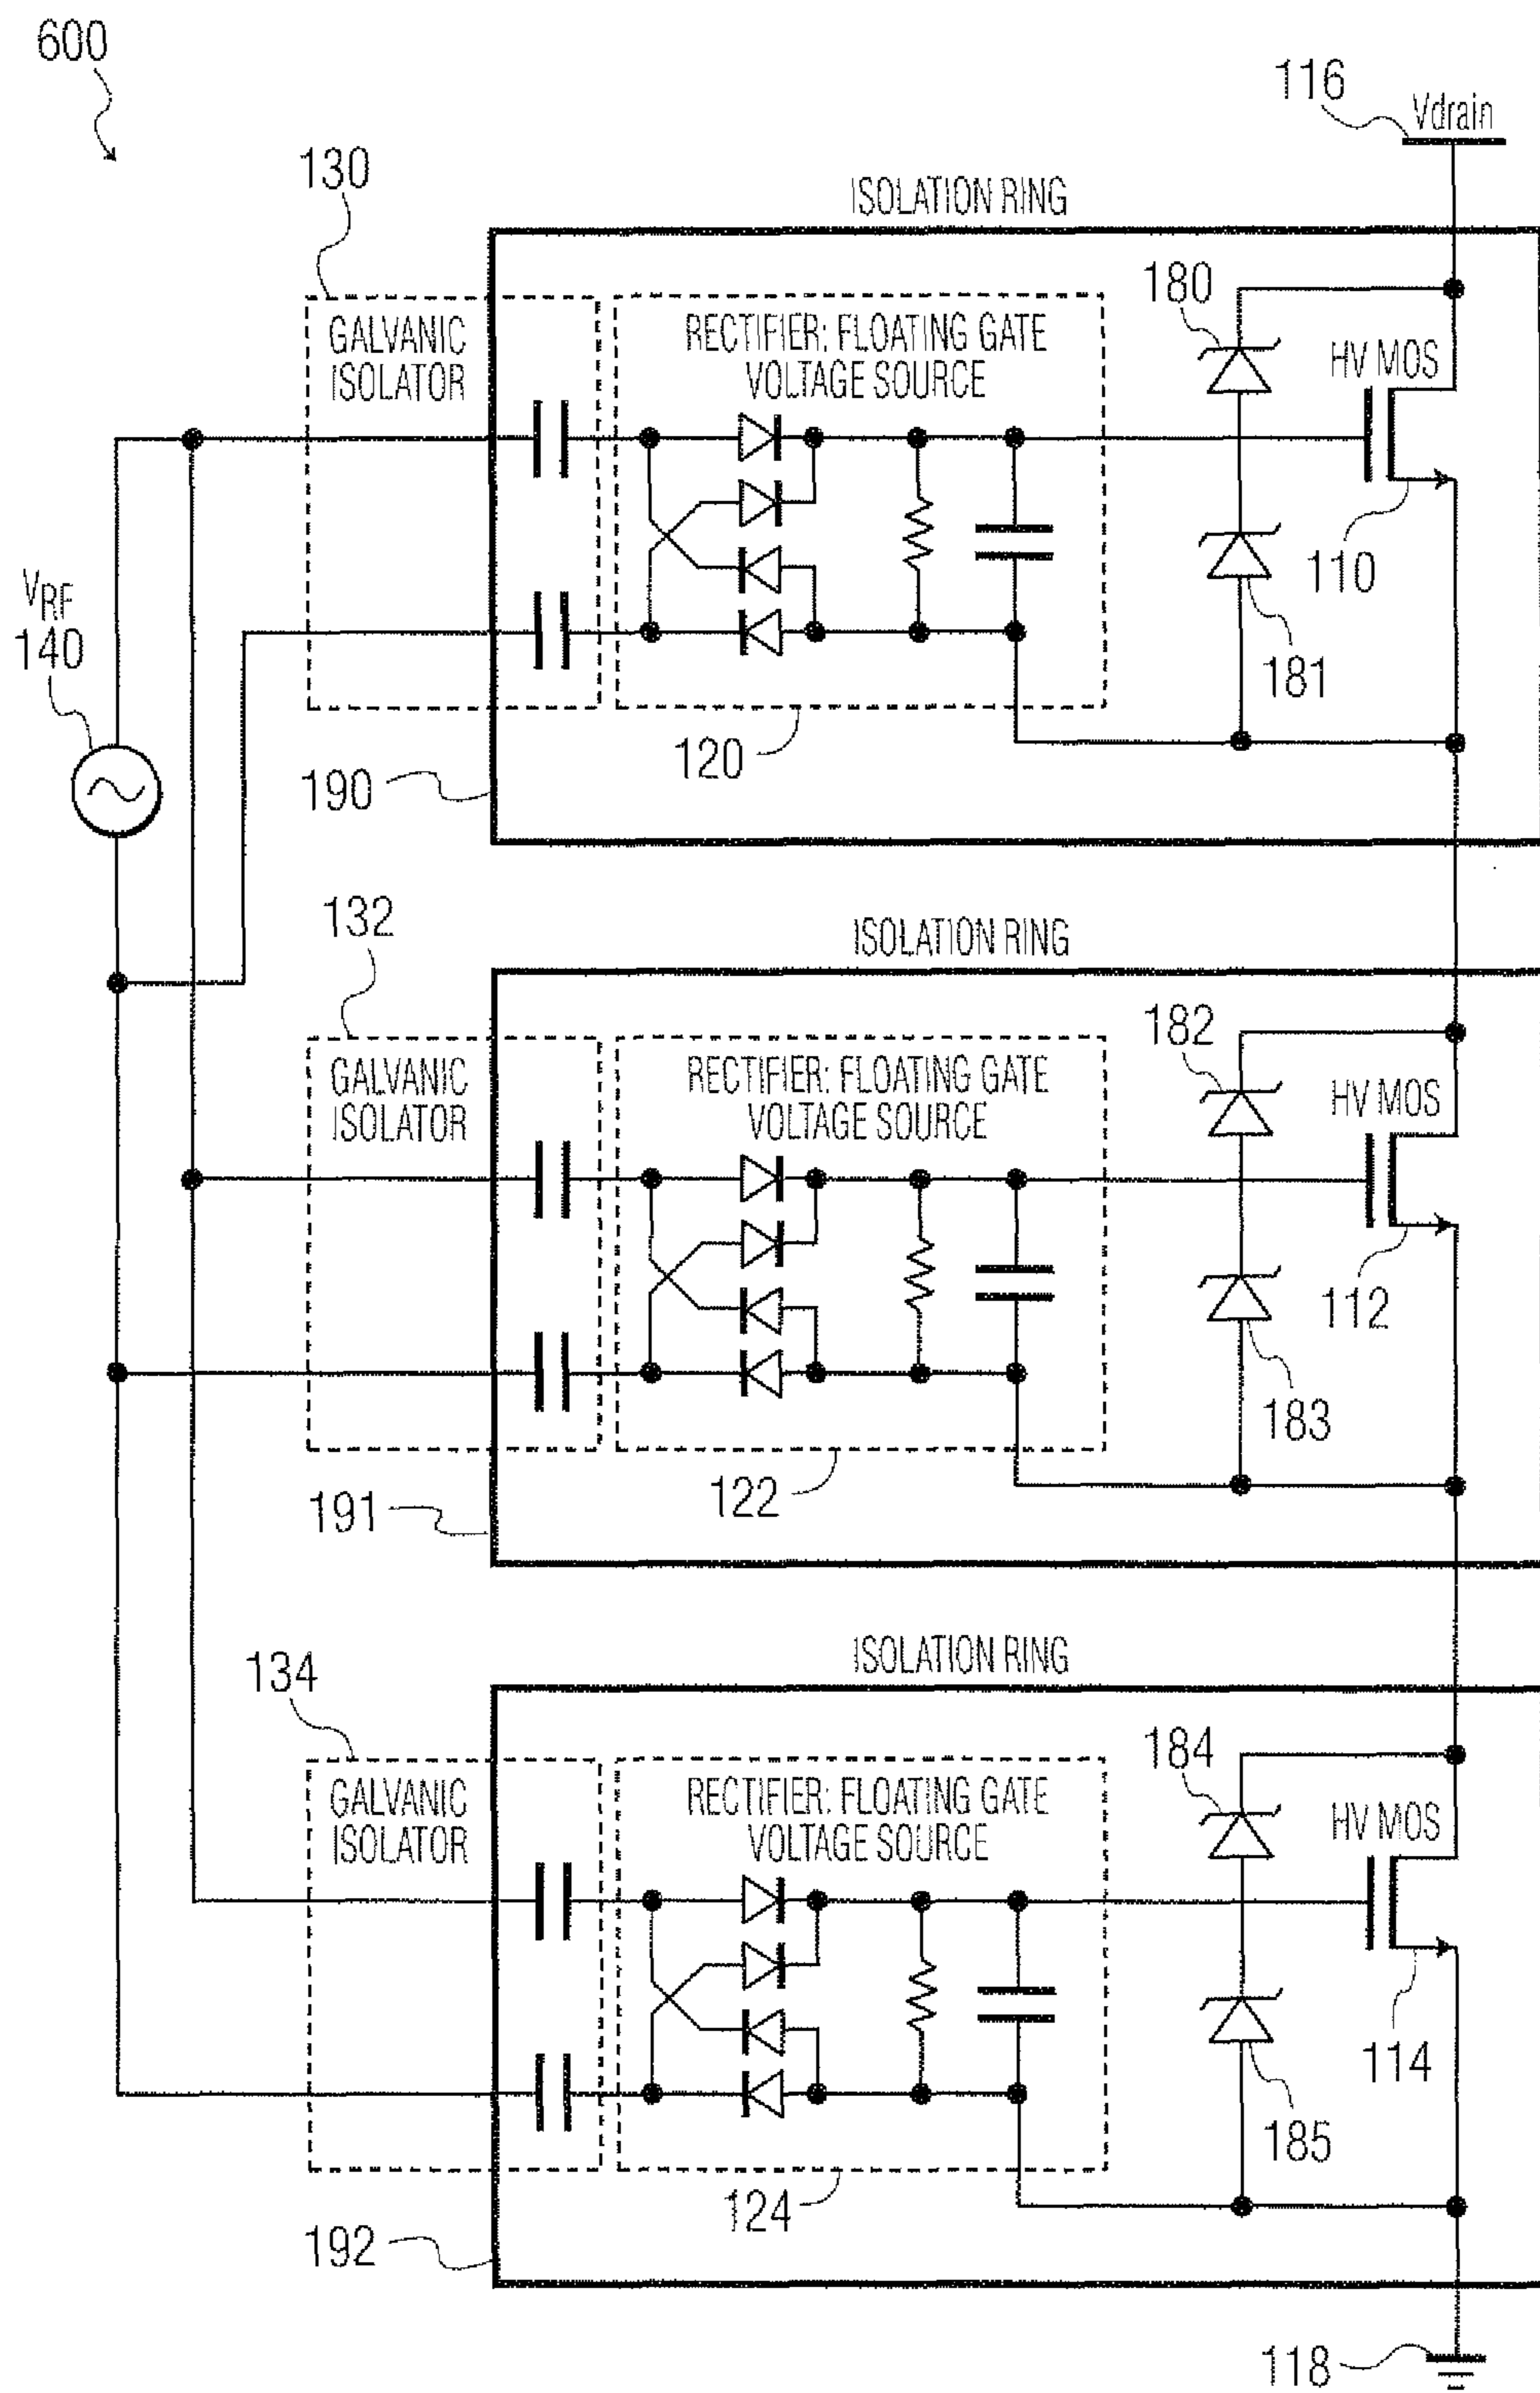 600
116
Vdrain
130
ISOLATION RING
180
GALVANIC
ISOLATOR
RECTIFIER: FLOATING GATE
VOLTAGE SOURCE
HV MOS
110
VRF
140
181
120
190
132
ISOLATION RING
182
GALVANIC
ISOLATOR
RECTIFIER: FLOATING GATE
VOLTAGE SOURCE
HV MOS
112
183
122
191
134
ISOLATION RING
184
GALVANIC
ISOLATOR
RECTIFIER: FLOATING GATE
VOLTAGE SOURCE
HV MOS
114
185
124
192
118